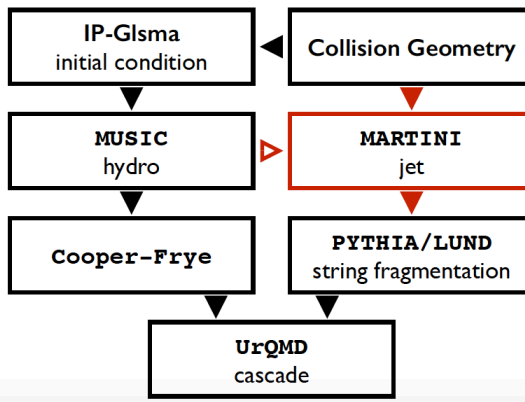 IP-Glsma
initial condition
Collision Geometry
MUSIC
hydro
MARTINI
jet
Cooper-Frye
PYTHIA/LUND
string fragmentation
UrQMD
cascade